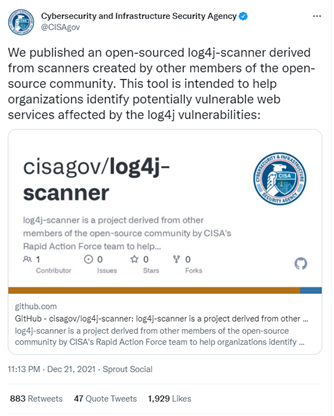 Cybersecurity and Infrastructure Security Agency
@CISAgov
We published an open-sourced log4j-scanner derived
from scanners created by other members of the open-
source community. This tool is intended to help
organizations identify potentially vulnerable web
services affected by the log4j vulnerabilities:
cisagov/log4j-
scanner
log4j-scanner is a project derived from other
members of the open-source community by CISA's
Rapid Action Force team to help...
1 0 0 0
Contributor Issues Stars Forks
github.com
GitHub - cisagov/log4j-scanner: log4j-scanner is a project derived from other ...
log4j-scanner is a project derived from other members of the open-source
community by CISA's Rapid Action Force team to help organizations identify ...
11:13 PM · Dec 21, 2021 · Sprout Social
883 Retweets 47 Quote Tweets 1,929 Likes